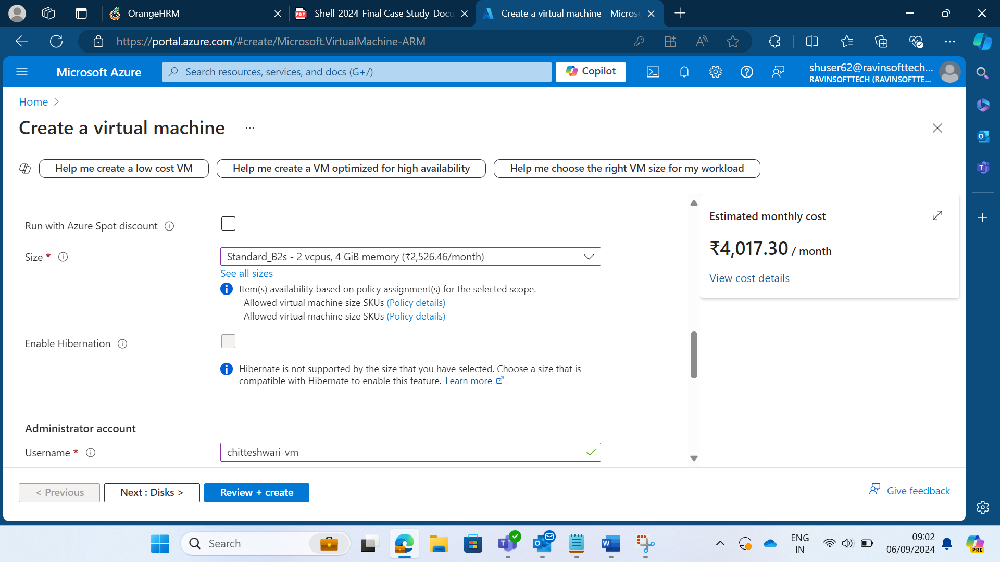 OrangeHRM
Shell-2024-Final Case Study-Docu
Create a virtual machine - Micros
https://portal.azure.com/#create/Microsoft.VirtualMachine-ARM
Microsoft Azure
Search resources, services, and docs (G+/)
Copilot
shuser62@ravinsofttech...
RAVINSOFTTECH (RAVINSOFTTE...
Home
Create a virtual machine
...
Help me create a low cost VM
Help me create a VM optimized for high availability
Help me choose the right VM size for my workload
Run with Azure Spot discount
Size *
Standard_B2s - 2 vcpus, 4 GiB memory (₹2,526.46/month)
See all sizes
Item(s) availability based on policy assignment(s) for the selected scope.
Allowed virtual machine size SKUs (Policy details)
Allowed virtual machine size SKUs (Policy details)
Enable Hibernation
Hibernate is not supported by the size that you have selected. Choose a size that is
compatible with Hibernate to enable this feature. Learn more
Administrator account
Username *
chitteshwari-vm
Estimated monthly cost
₹4,017.30 / month
View cost details
< Previous
Next : Disks >
Review + create
Give feedback
Search
ENG
IN
09:02
06/09/2024
PRE